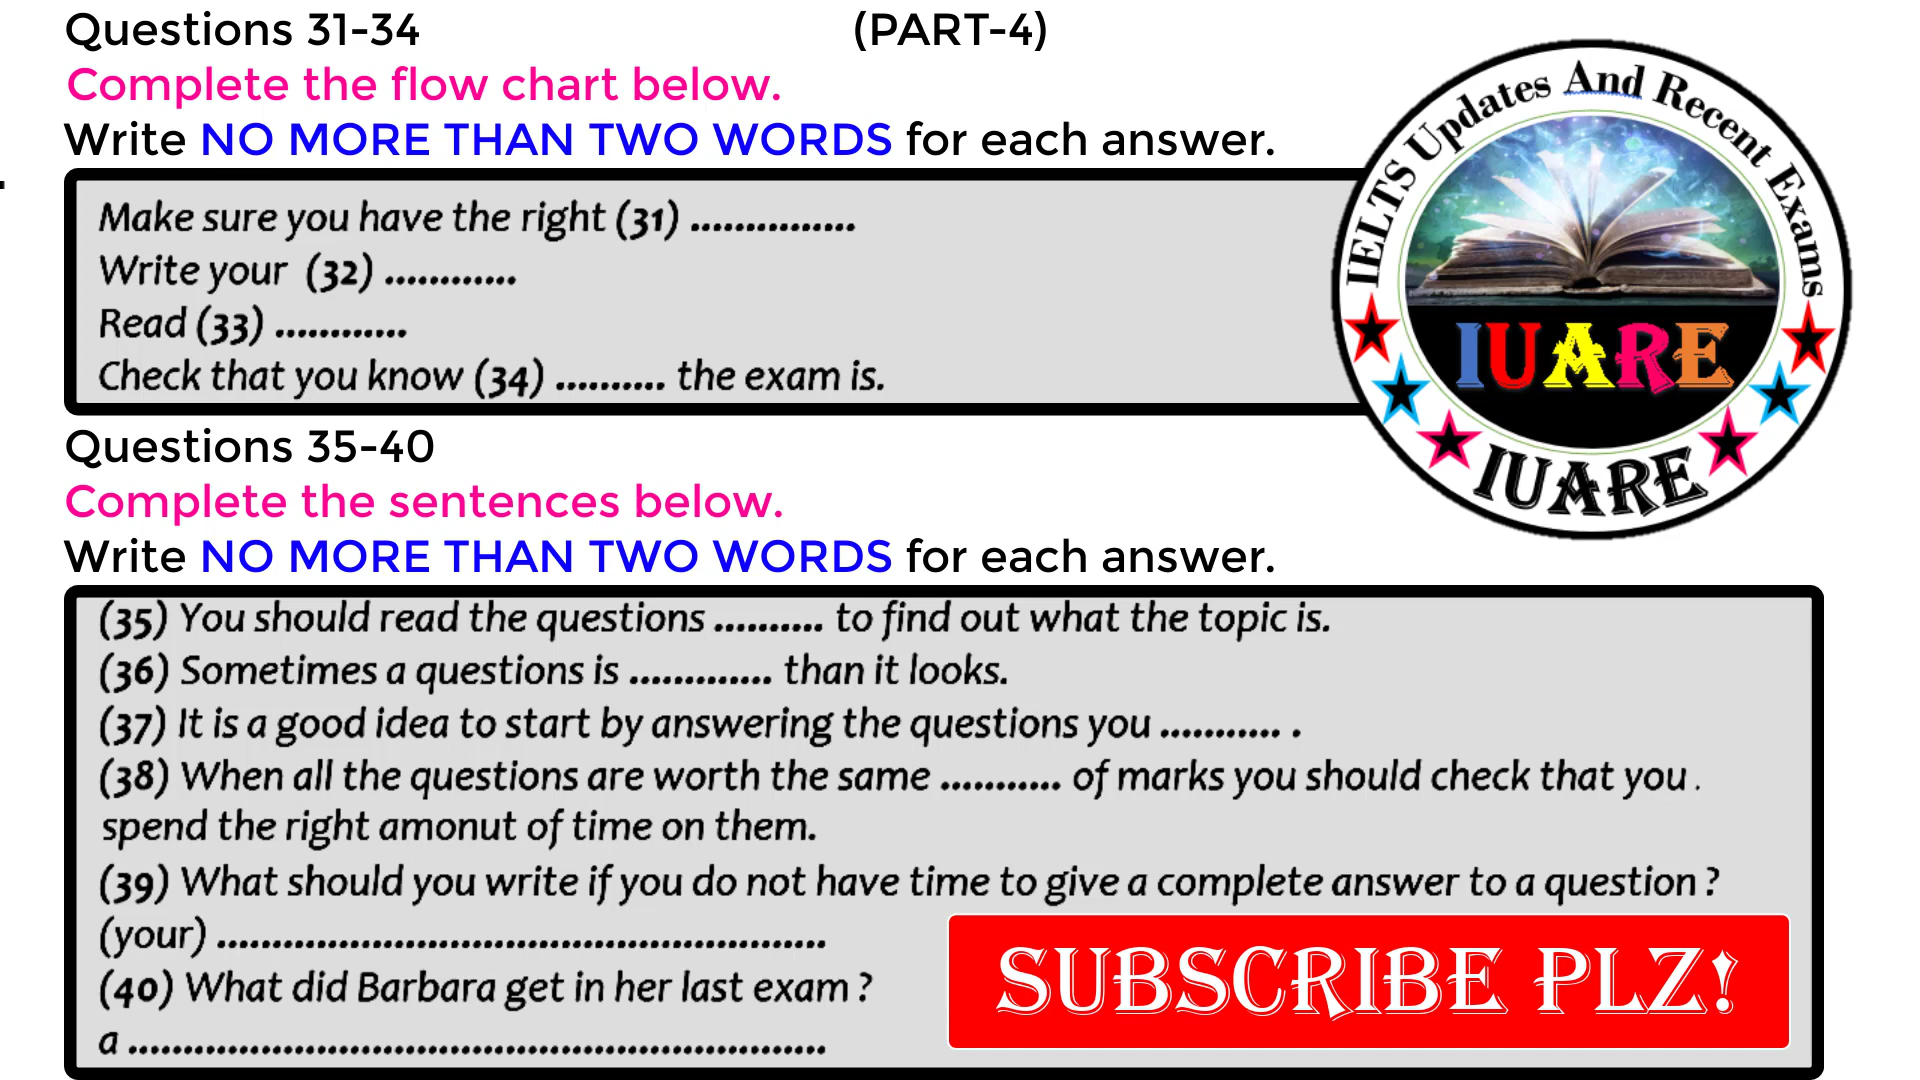 Questions 31-34 (PART-4)
Complete the flow chart below.
Write NO MORE THAN TWO WORDS for each answer.
Make sure you have the right (31) ...............
Write your (32) ............
Read (33) ............
Check that you know (34) .......... the exam is.
IELTS Updates And Recent Exams
IUARE
IUARE
Questions 35-40
Complete the sentences below.
Write NO MORE THAN TWO WORDS for each answer.
(35) You should read the questions .......... to find out what the topic is.
(36) Sometimes a questions is ............. than it looks.
(37) It is a good idea to start by answering the questions you ........... .
(38) When all the questions are worth the same ........... of marks you should check that you .
spend the right amonut of time on them.
(39) What should you write if you do not have time to give a complete answer to a question ?
(your) ........................................................
(40) What did Barbara get in her last exam ?
a ................................................................
SUBSCRIBE PLZ!